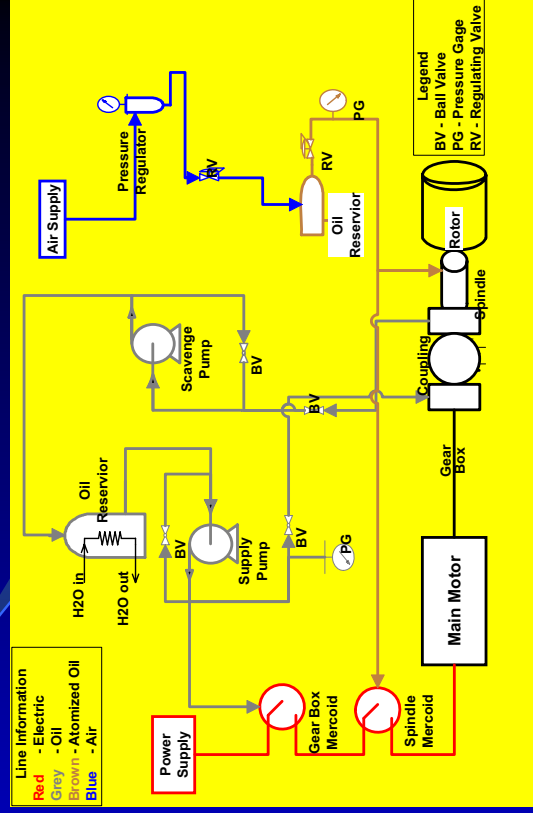 Line Information
Red - Electric
Grey - Oil
Brown - Atomized Oil
Blue - Air
Power
Supply
Gear Box
Mercoid
Spindle
Mercoid
Main Motor
H2O in
H2O out
Oil
Reservior
BV
Supply
Pump
BV
PG
Scavenge
Pump
BV
BV
Gear
Box
Coupling
Spindle
Rotor
Air Supply
Pressure
Regulator
RV
Oil
Reservior
RV
PG
Legend
BV - Ball Valve
PG - Pressure Gage
RV - Regulating Valve